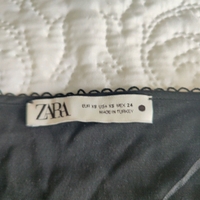 ZARA
EUR XS USA XS MEX 24
MADE IN TURKEY